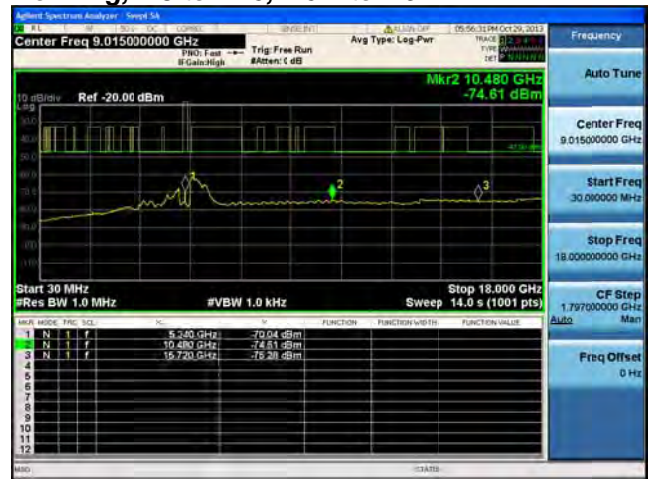 Agilent Spectrum Analyzer - Swept SA
05:56:31 PM Oct 29, 2013
Center Freq 9.015000000 GHz
PNO: Fast
IFGain:High
Trig: Free Run
#Atten: 0 dB
Avg Type: Log-Pwr
TRACE
TYPE
DET
Frequency
Auto Tune
Mkr2 10.480 GHz
-74.61 dBm
10 dB/div
Log
Ref -20.00 dBm
1
2
3
Center Freq
9.015000000 GHz
Start Freq
30.000000 MHz
Stop Freq
18.000000000 GHz
CF Step
1.797000000 GHz
Auto Man
Freq Offset
0 Hz
Start 30 MHz
Stop 18.000 GHz
#Res BW 1.0 MHz
#VBW 1.0 kHz
Sweep 14.0 s (1001 pts)
MKR MODE TRC SCL X Y FUNCTION FUNCTION WIDTH FUNCTION VALUE
1 N 1 f 5.240 GHz -70.04 dBm
2 N 1 f 10.480 GHz -74.61 dBm
3 N 1 f 15.720 GHz -75.28 dBm
4
5
6
7
8
9
10
11
12
MSG
STATUS